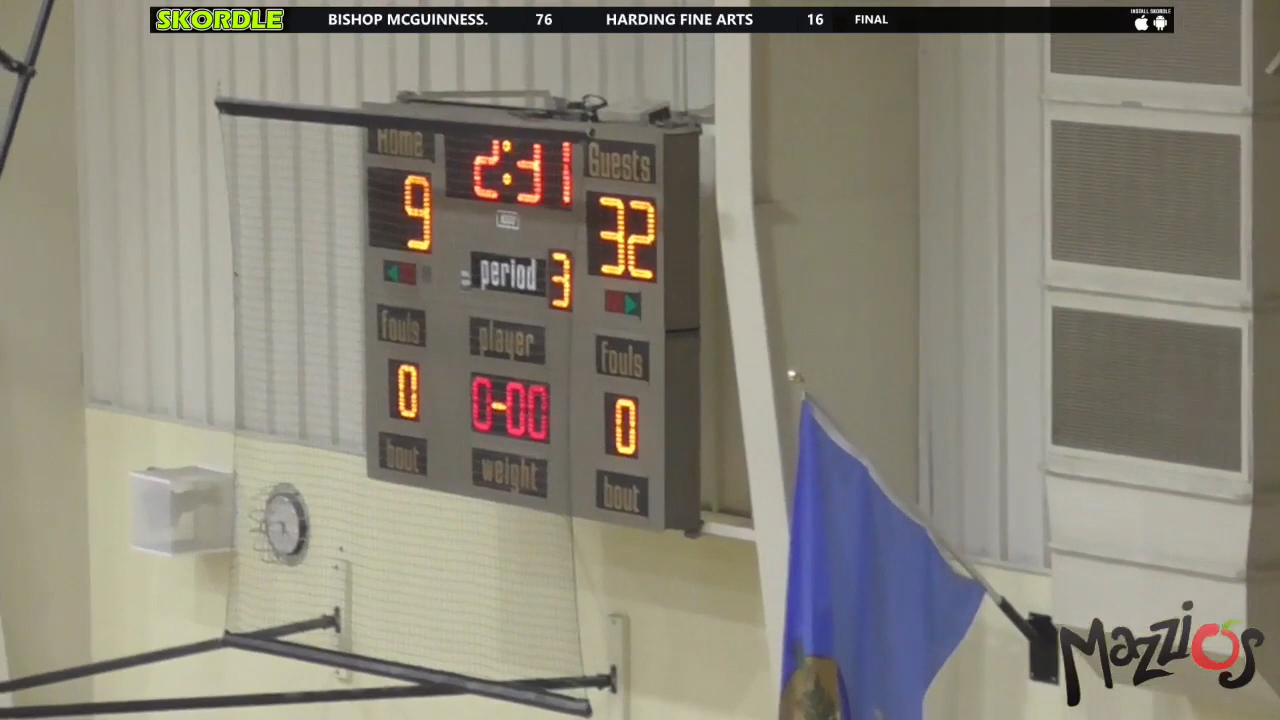 SKORDLE BISHOP MCGUINNESS. 76 HARDING FINE ARTS 16 FINAL INSTALL SKORDLE
Home 2:31 Guests
9 32
period 3
fouls player fouls
0 0-00 0
bout weight bout
Mazzio's